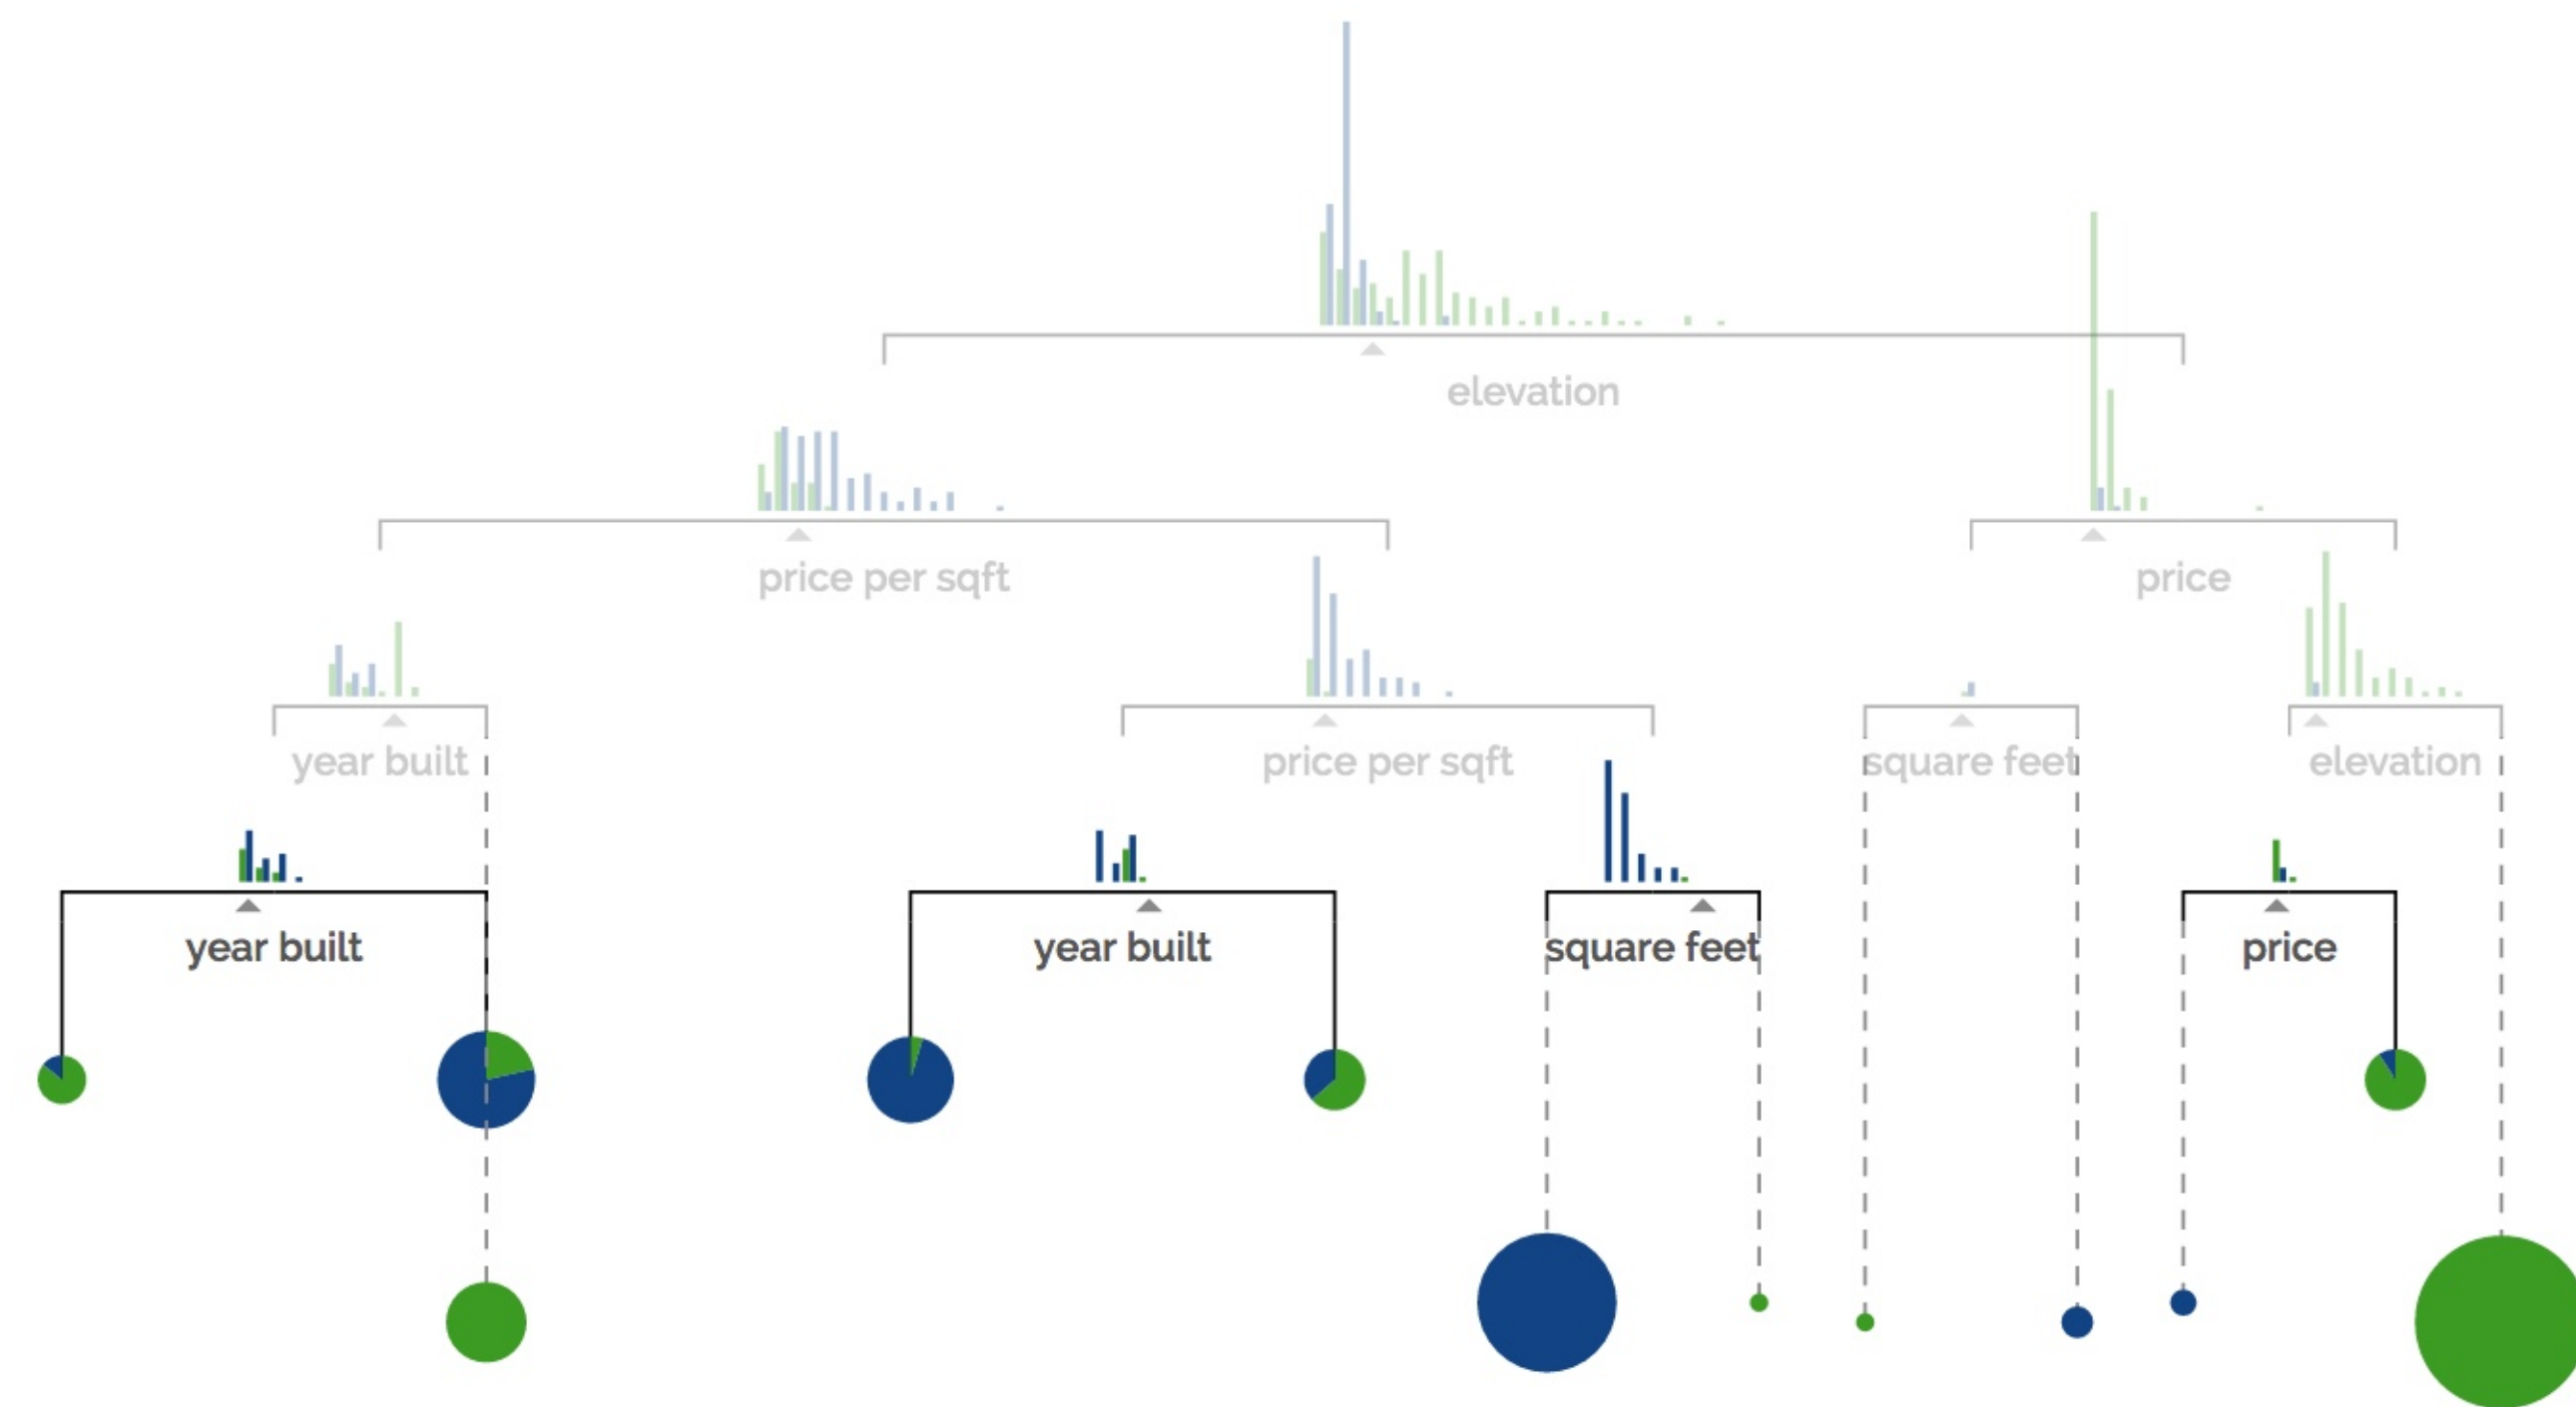 elevation
price per sqft
price
year built
price per sqft
square feet
elevation
year built
year built
square feet
price